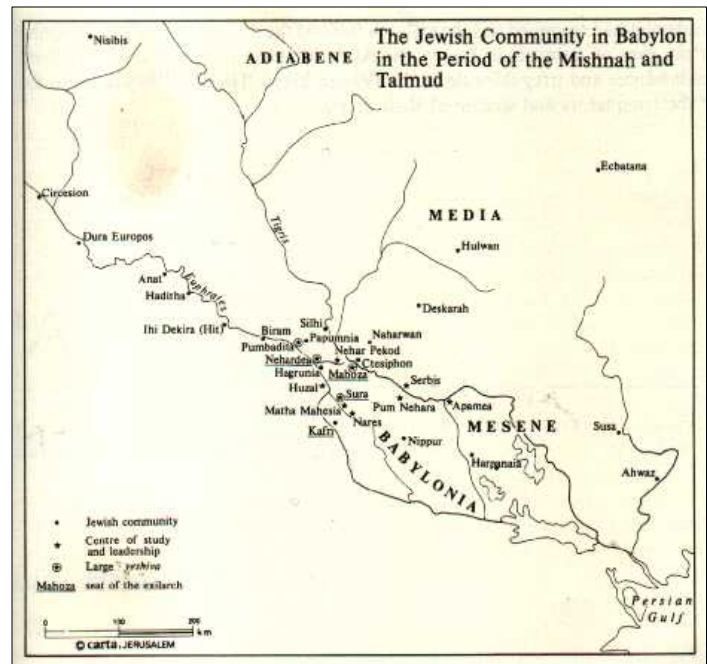 The Jewish Community in Babylon
in the Period of the Mishnah and
Talmud
Nisibis
ADIABENE
Ecbatana
Circesion
MEDIA
Tigris
Dura Europos
Hulwan
Anat
Euphrates
Haditha
Deskarah
Ihi Dekira (Hit)
Silhi
Biram
Papumnia
Naharwan
Pumbadita
Nehar Pekod
Nehardea
Ctesiphon
Hagrunia
Mahoza
Serbis
Huzal
Sura
Pum Nehara
Apamea
Matha Mahesia
Nares
MESENE
Susa
Kafri
BABYLONIA
Nippur
Harpanaia
Ahwaz
Jewish community
Centre of study
and leadership
Large yeshiva
Mahoza seat of the exilarch
Persian
Gulf
0 100 200
km
© carta, JERUSALEM